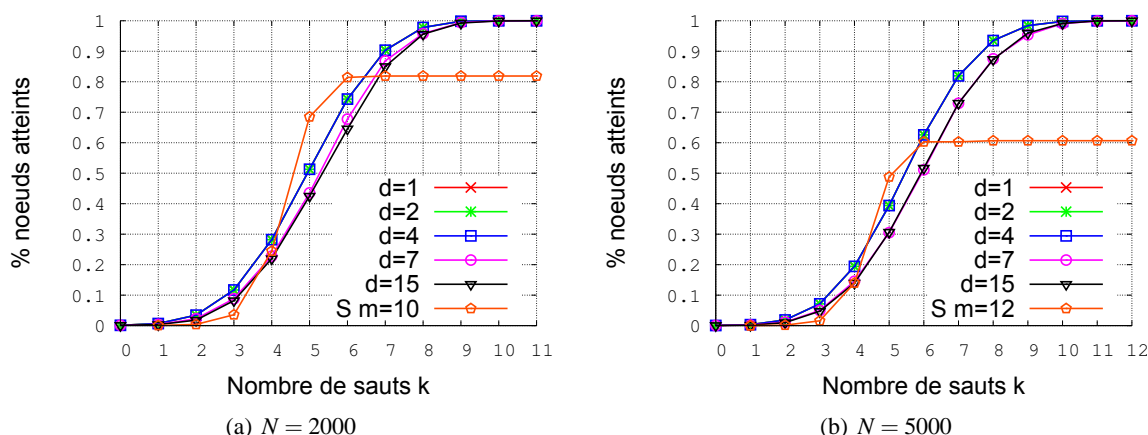 1
0.9
0.8
0.7
0.6
0.5
0.4
0.3
0.2
0.1
0
% noeuds atteints
d=1
d=2
d=4
d=7
d=15
S m=10
0 1 2 3 4 5 6 7 8 9 10 11
Nombre de sauts k
(a) N = 2000
1
0.9
0.8
0.7
0.6
0.5
0.4
0.3
0.2
0.1
0
% noeuds atteints
d=1
d=2
d=4
d=7
d=15
S m=12
0 1 2 3 4 5 6 7 8 9 10 11 12
Nombre de sauts k
(b) N = 5000